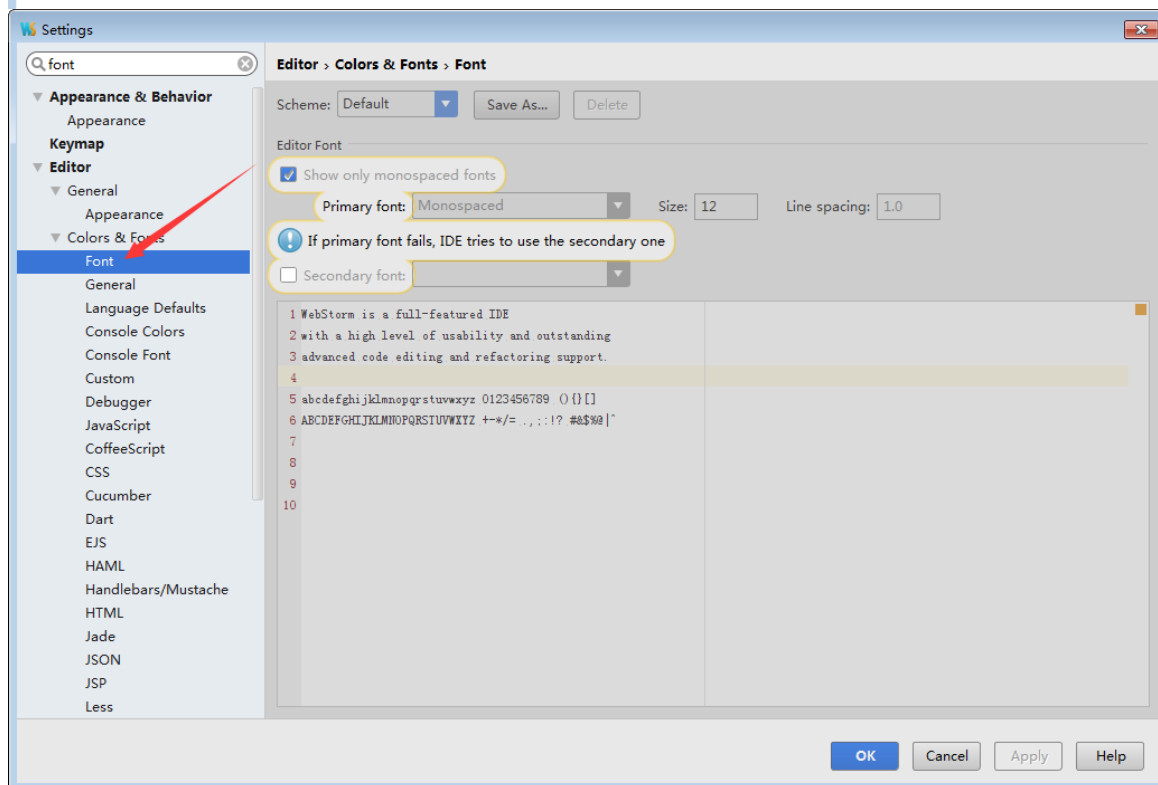 Settings
font
Editor › Colors & Fonts › Font
Appearance & Behavior
Appearance
Keymap
Editor
General
Appearance
Colors & Fonts
Font
General
Language Defaults
Console Colors
Console Font
Custom
Debugger
JavaScript
CoffeeScript
CSS
Cucumber
Dart
EJS
HAML
Handlebars/Mustache
HTML
Jade
JSON
JSP
Less
Scheme: Default Save As... Delete
Editor Font
Show only monospaced fonts
Primary font: Monospaced Size: 12 Line spacing: 1.0
If primary font fails, IDE tries to use the secondary one
Secondary font:
1 WebStorm is a full-featured IDE
2 with a high level of usability and outstanding
3 advanced code editing and refactoring support.
4
5 abcdefghijklmnopqrstuvwxyz 0123456789 (){}[]
6 ABCDEFGHIJKLMNOPQRSTUVWXYZ +-*/= .,;:!? #&$%@|^
7
8
9
10
OK Cancel Apply Help